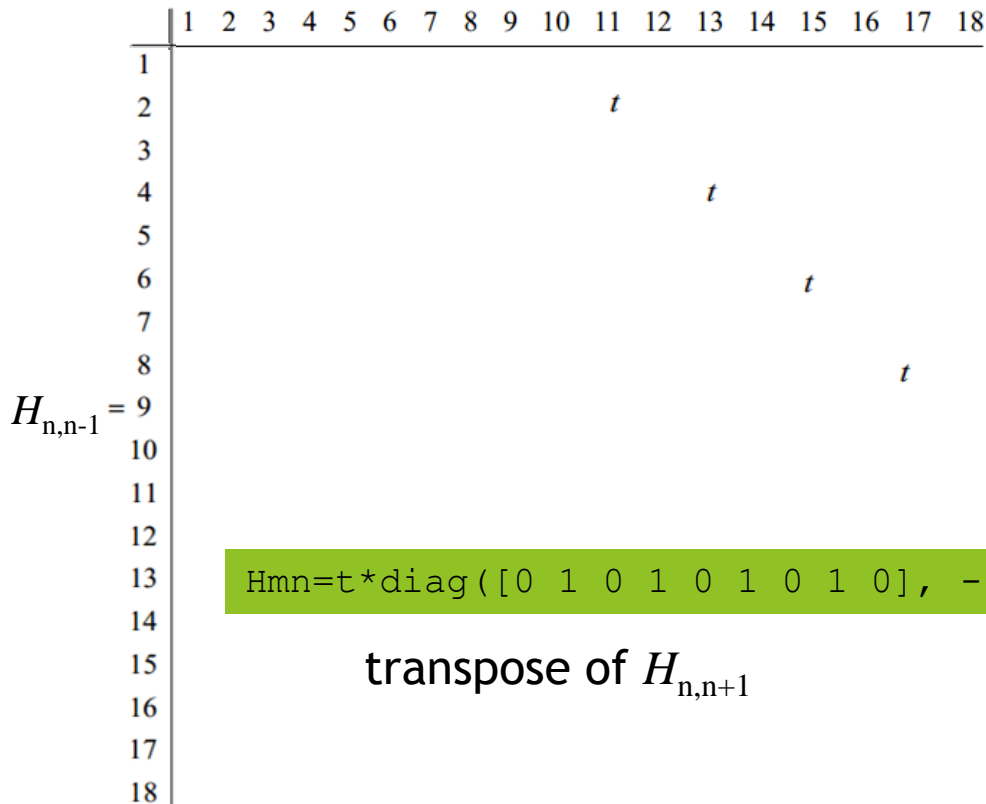 1 2 3 4 5 6 7 8 9 10 11 12 13 14 15 16 17 18
1
2 t
3
4 t
5
6 t
7
8 t
H_{n,n-1} = 9
10
11
12
13 Hmn=t*diag([0 1 0 1 0 1 0 1 0], -
14
15 transpose of H_{n,n+1}
16
17
18